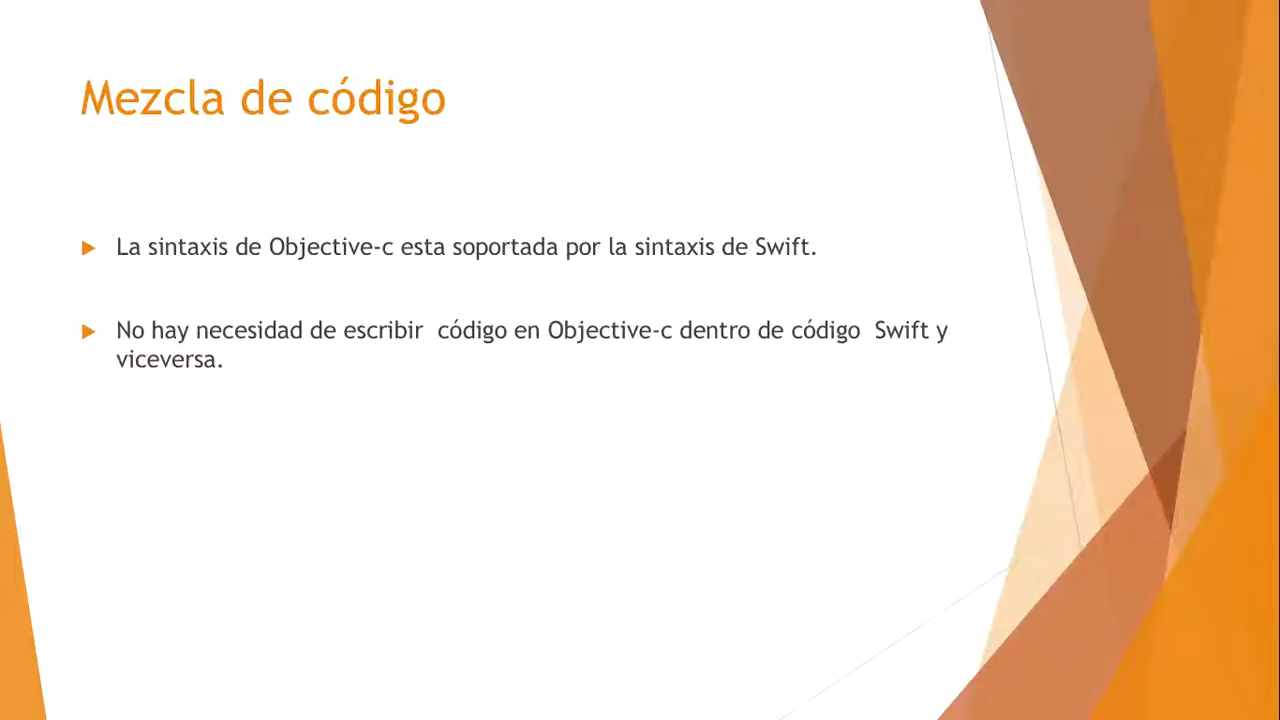 Mezcla de código
La sintaxis de Objective-c esta soportada por la sintaxis de Swift.
No hay necesidad de escribir  código en Objective-c dentro de código  Swift y
viceversa.